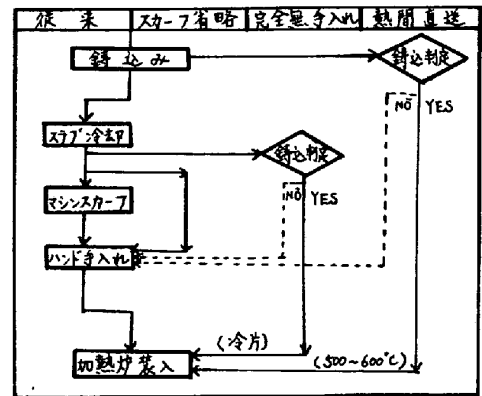 従来 スカーフ省略 完全無手入れ 熱間直送
鋳込み
鋳込判定
NO YES
スラブ冷却
鋳込判定
NO YES
マシンスカーフ
ハンド手入れ
(冷片)
加熱炉装入
(500~600℃)